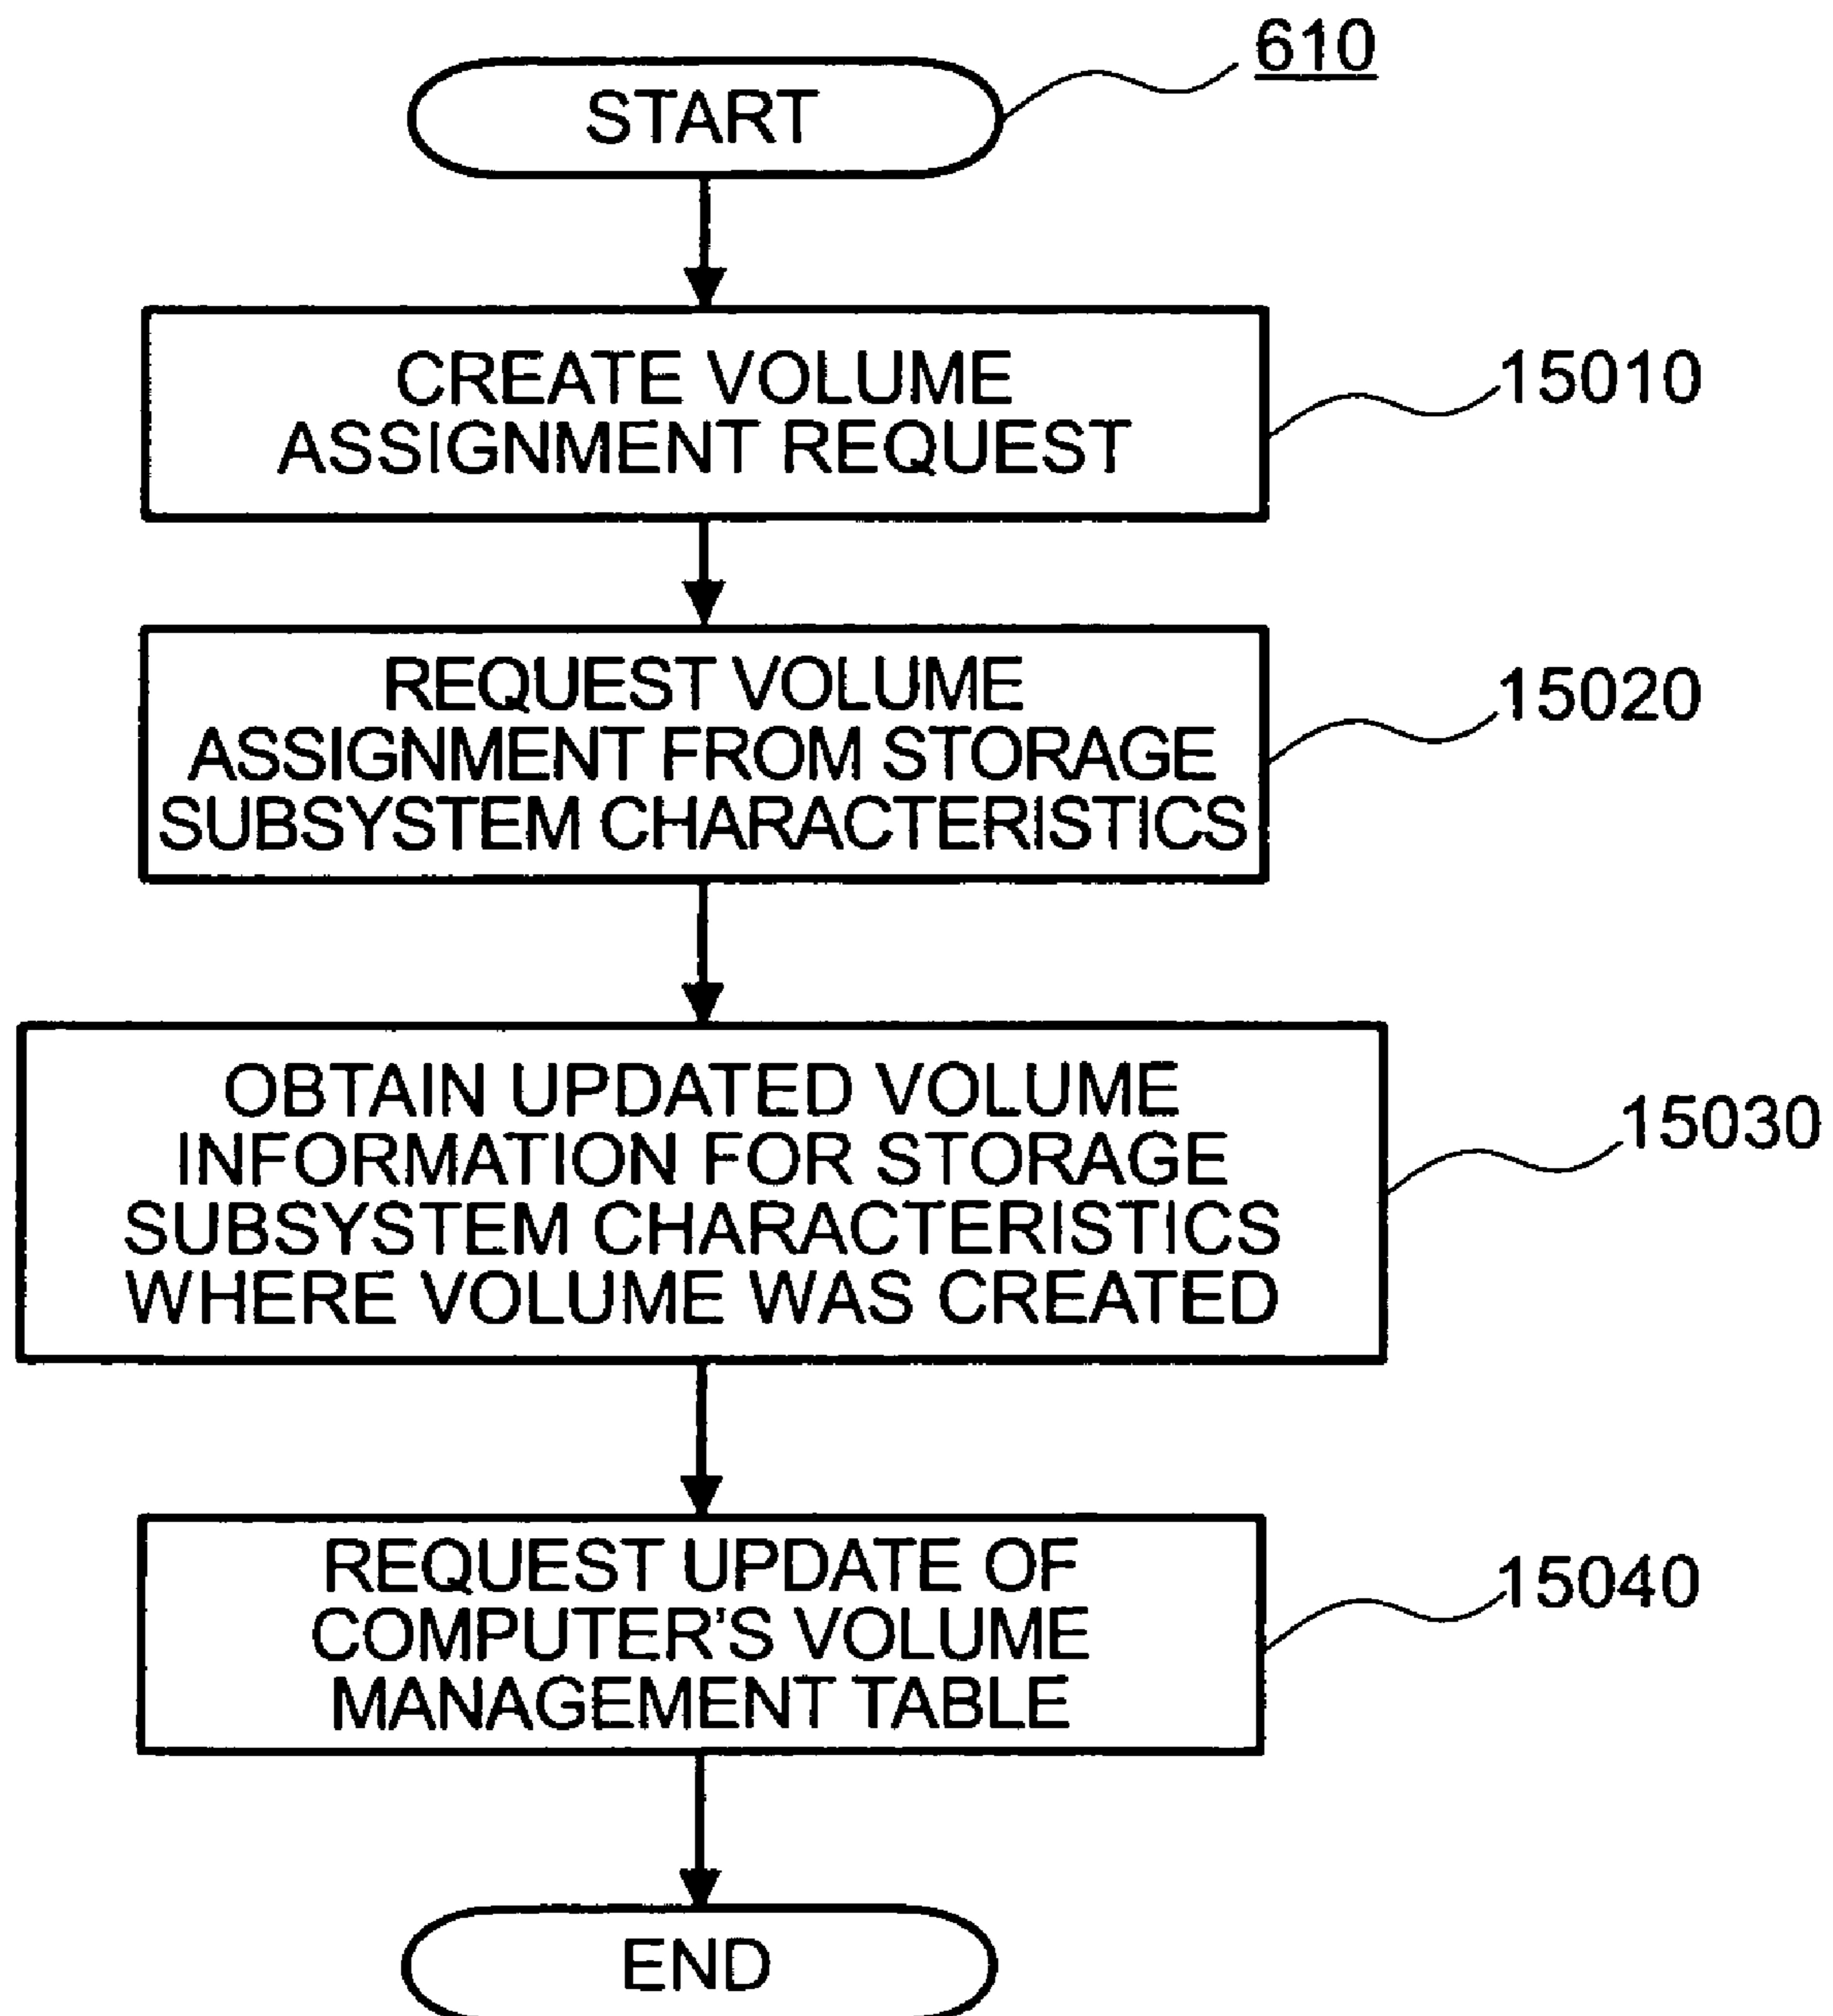 610
START
CREATE VOLUME
ASSIGNMENT REQUEST
15010
REQUEST VOLUME
ASSIGNMENT FROM STORAGE
SUBSYSTEM CHARACTERISTICS
15020
OBTAIN UPDATED VOLUME
INFORMATION FOR STORAGE
SUBSYSTEM CHARACTERISTICS
WHERE VOLUME WAS CREATED
15030
REQUEST UPDATE OF
COMPUTER'S VOLUME
MANAGEMENT TABLE
15040
END